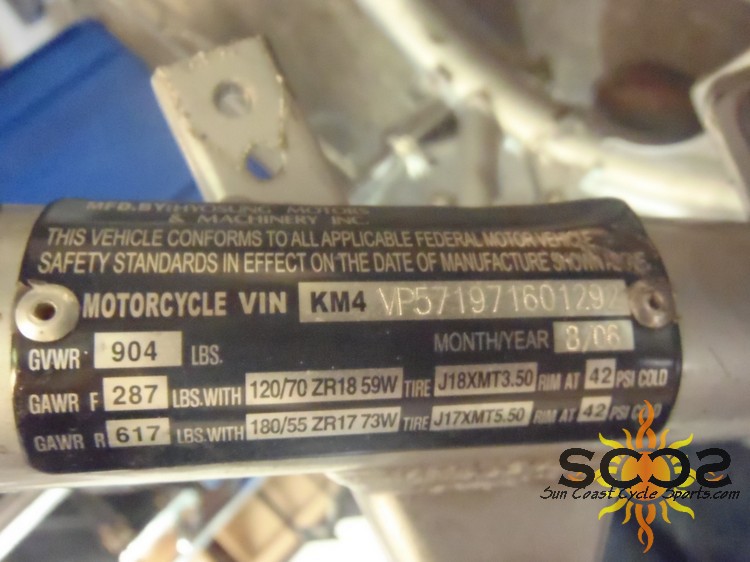 MFD.BY:HYOSUNG MOTORS
& MACHINERY INC.
THIS VEHICLE CONFORMS TO ALL APPLICABLE FEDERAL MOTOR VEHICLE
SAFETY STANDARDS IN EFFECT ON THE DATE OF MANUFACTURE SHOWN ABOVE
MOTORCYCLE VIN KM4 VP571971601292
GVWR 904 LBS. MONTH/YEAR 8/06
GAWR F 287 LBS.WITH 120/70 ZR18 59W TIRE J18XMT3.50 RIM AT 42 PSI COLD
GAWR R 617 LBS.WITH 180/55 ZR17 73W TIRE J17XMT5.50 RIM AT 42 PSI COLD
SCCS
Sun Coast Cycle Sports.com